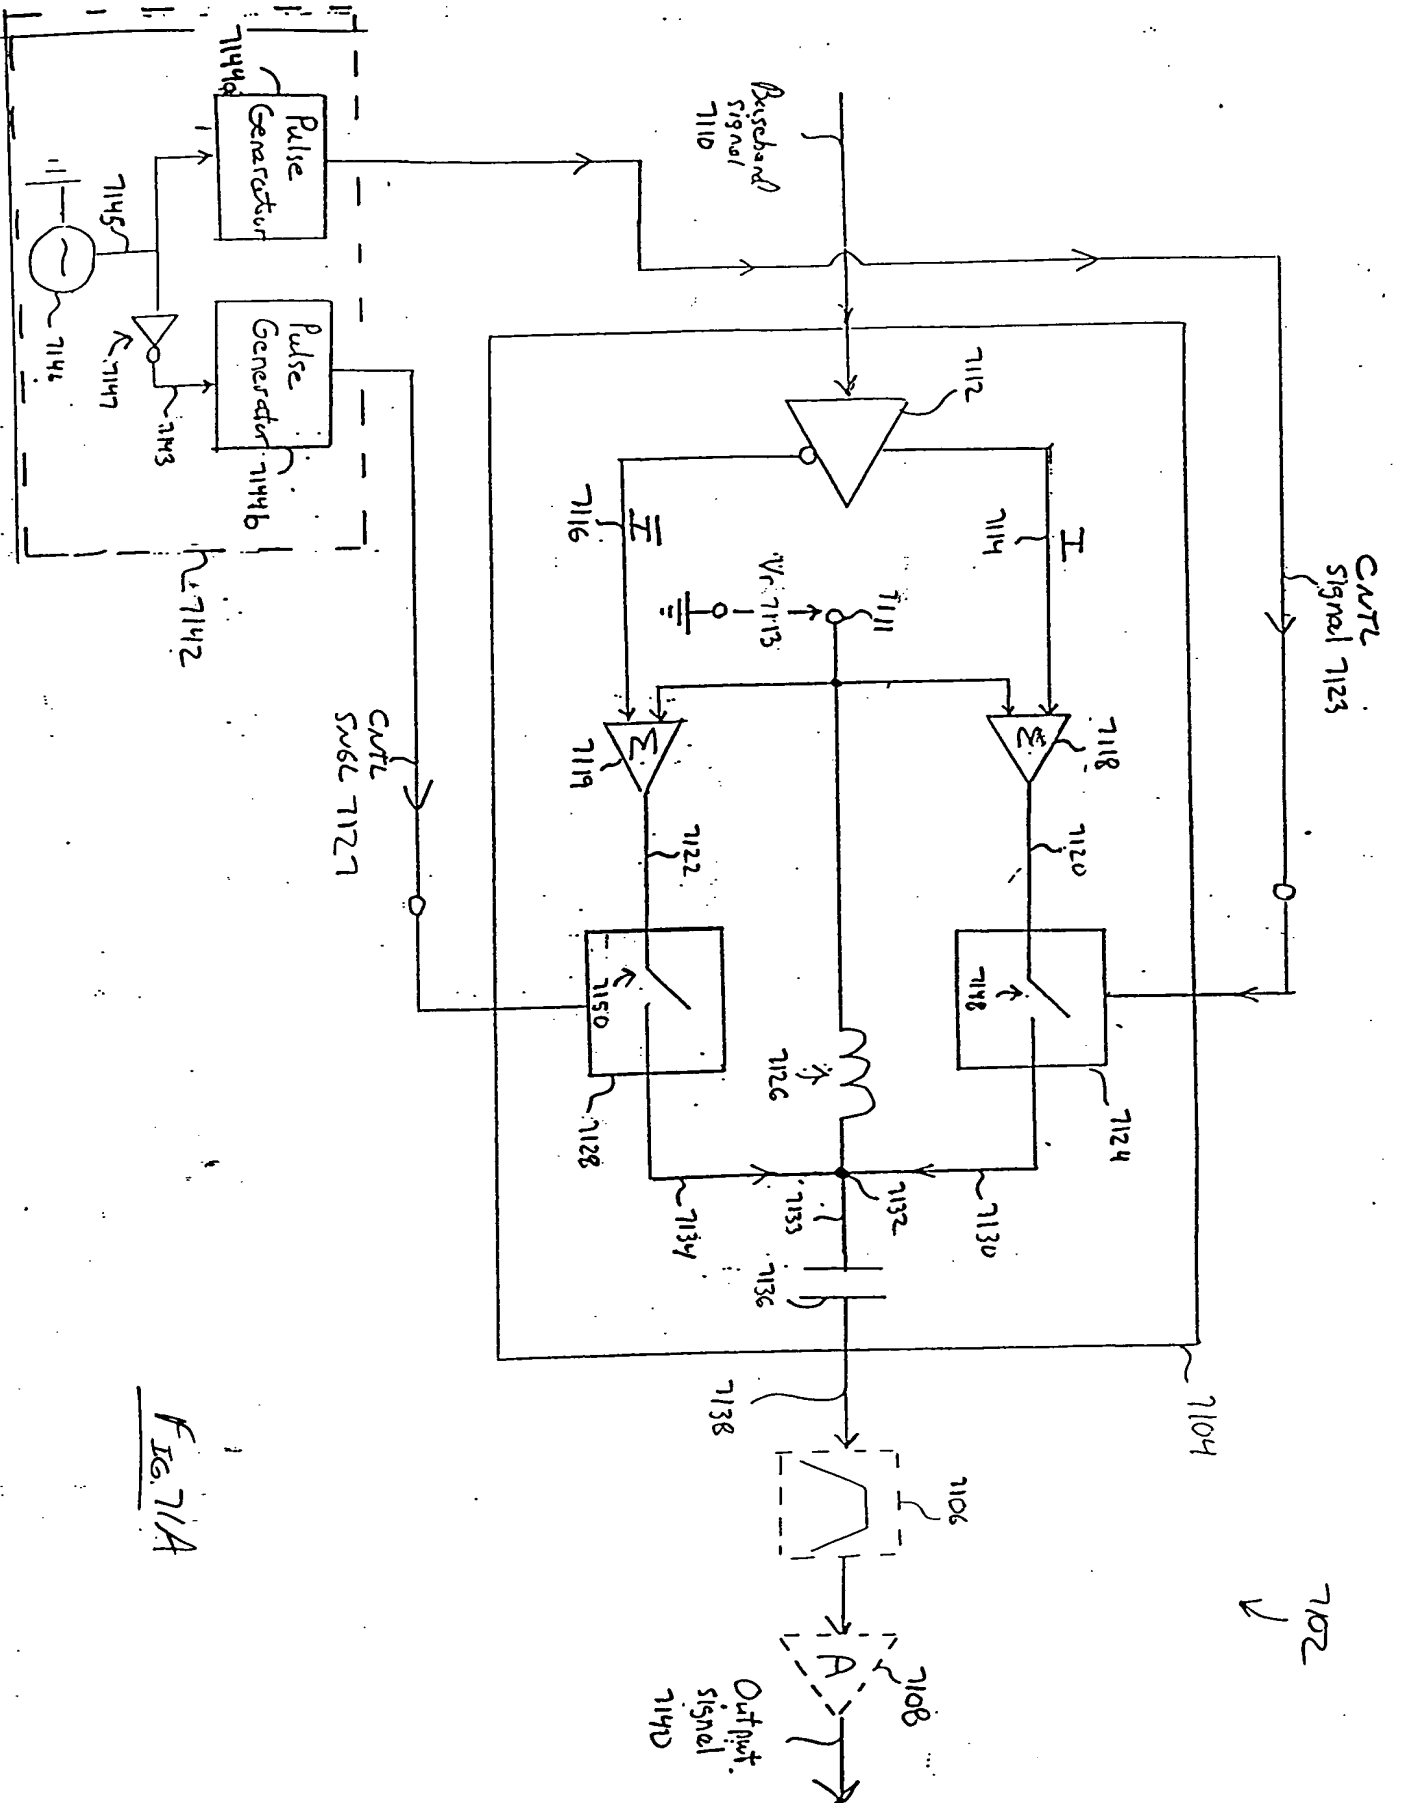 7102
CNTL
signal 7123
7104
7112
I
7114
7118
7120
7148
7124
7130
Baseband
signal
7110
7111
Vr 7113
Σ
7126
7132
7133
7136
7138
7106
A
7108
Output
signal
7140
I
7116
Σ
7119
7122
7150
7128
7134
CNTL
SNGL 7127
7144a
Pulse
Generator
7145
7146
7147
7143
Pulse
Generator
7144b
7142
FIG. 71A